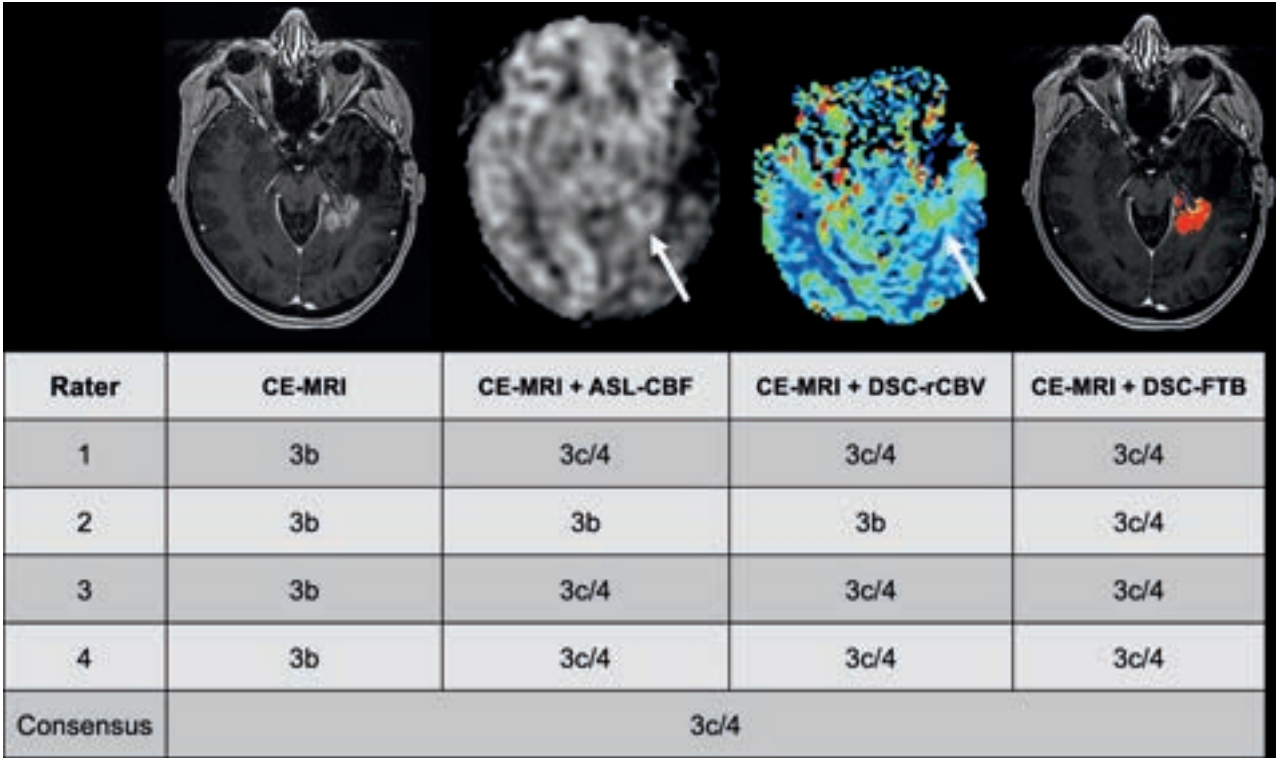 Rater CE-MRI CE-MRI + ASL-CBF CE-MRI + DSC-rCBV CE-MRI + DSC-FTB
1 3b 3c/4 3c/4 3c/4
2 3b 3b 3b 3c/4
3 3b 3c/4 3c/4 3c/4
4 3b 3c/4 3c/4 3c/4
Consensus 3c/4